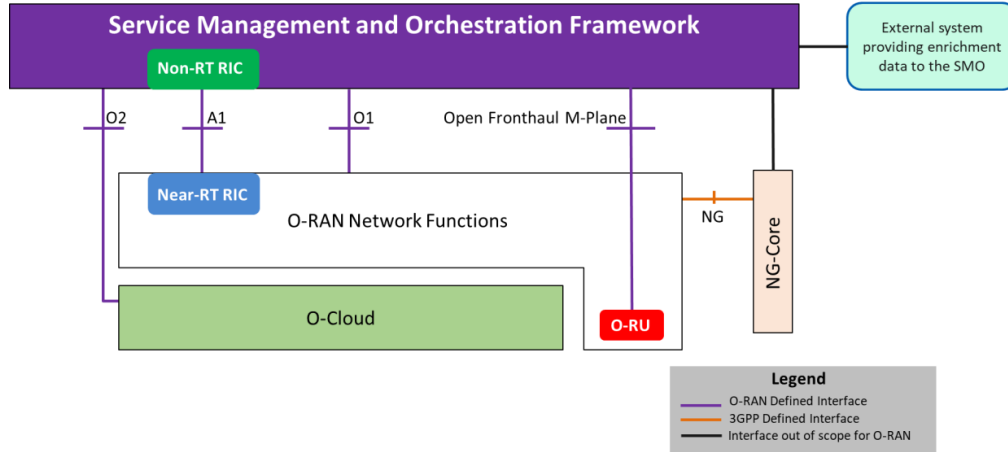 Service Management and Orchestration Framework
External system
providing enrichment
data to the SMO
Non-RT RIC
O2
A1
O1
Open Fronthaul M-Plane
Near-RT RIC
O-RAN Network Functions
NG
NG-Core
O-Cloud
O-RU
Legend
O-RAN Defined Interface
3GPP Defined Interface
Interface out of scope for O-RAN